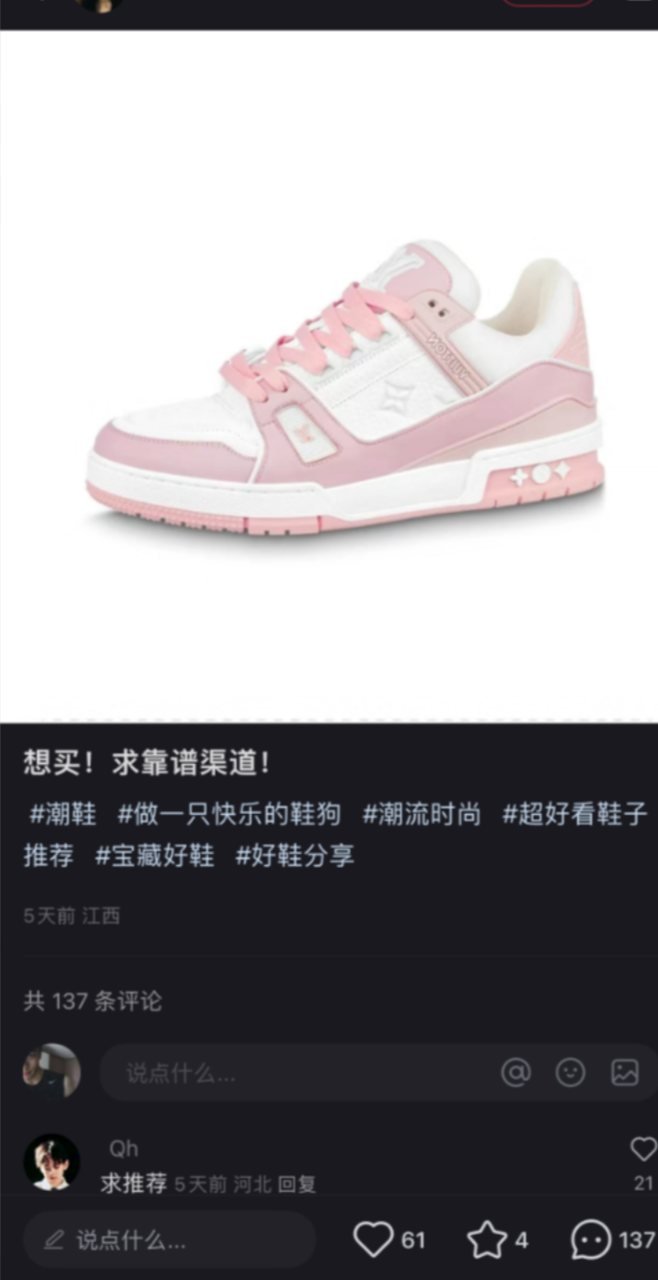 VUITTON
想买！求靠谱渠道！
#潮鞋 #做一只快乐的鞋狗 #潮流时尚 #超好看鞋子
推荐 #宝藏好鞋 #好鞋分享
5天前 江西
共 137 条评论
说点什么...
Qh
求推荐 5天前 河北 回复
21
说点什么...
61
4
137